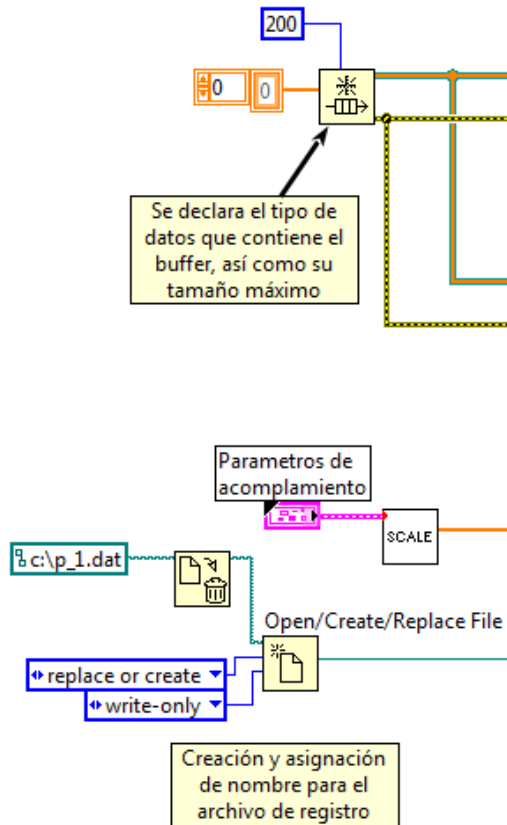 200
0
0
Se declara el tipo de
datos que contiene el
buffer, así como su
tamaño máximo
Parametros de
acomplamiento
SCALE
c:\p_1.dat
Open/Create/Replace File
replace or create
write-only
Creación y asignación
de nombre para el
archivo de registro